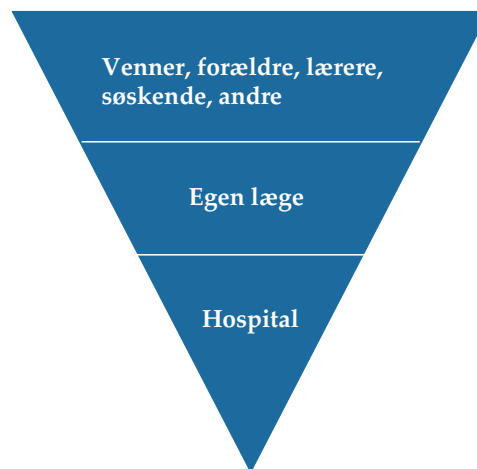 Venner, forældre, lærere,
søskende, andre
Egen læge
Hospital